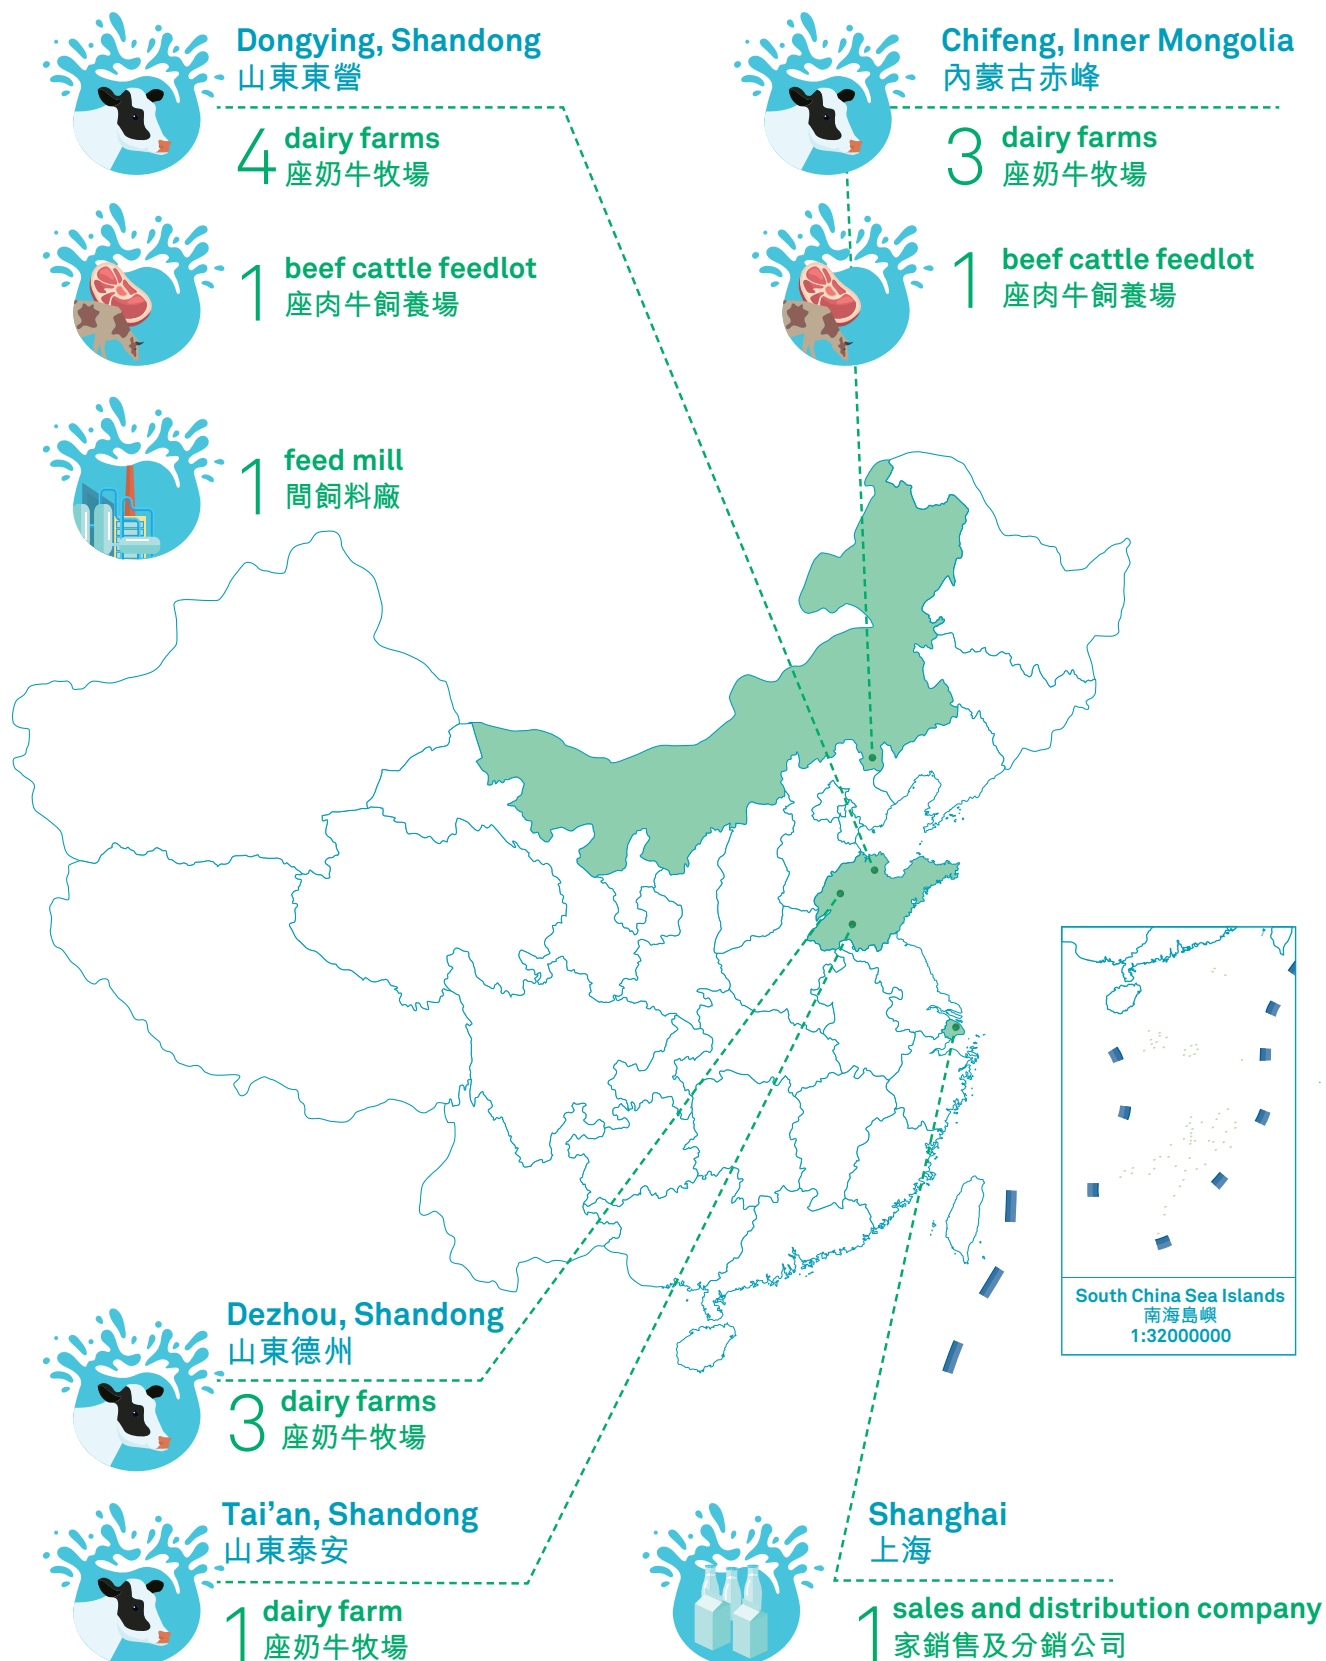 Dongying, Shandong
山東東營
4 dairy farms
座奶牛牧場
1 beef cattle feedlot
座肉牛飼養場
1 feed mill
間飼料廠
Chifeng, Inner Mongolia
內蒙古赤峰
3 dairy farms
座奶牛牧場
1 beef cattle feedlot
座肉牛飼養場
South China Sea Islands
南海島嶼
1:32000000
Dezhou, Shandong
山東德州
3 dairy farms
座奶牛牧場
Tai’an, Shandong
山東泰安
1 dairy farm
座奶牛牧場
Shanghai
上海
1 sales and distribution company
家銷售及分銷公司